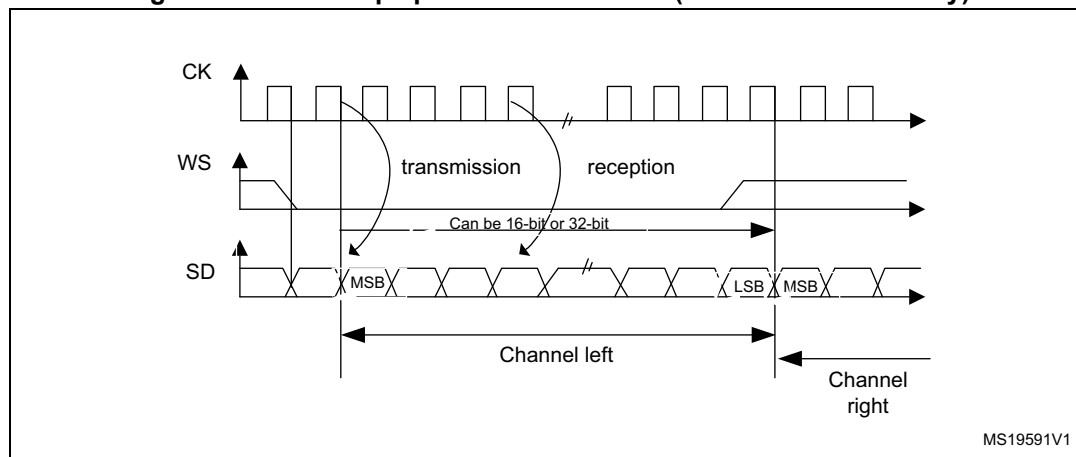 CK
WS
transmission
reception
Can be 16-bit or 32-bit
SD
MSB
LSB
MSB
Channel left
Channel
right
MS19591V1